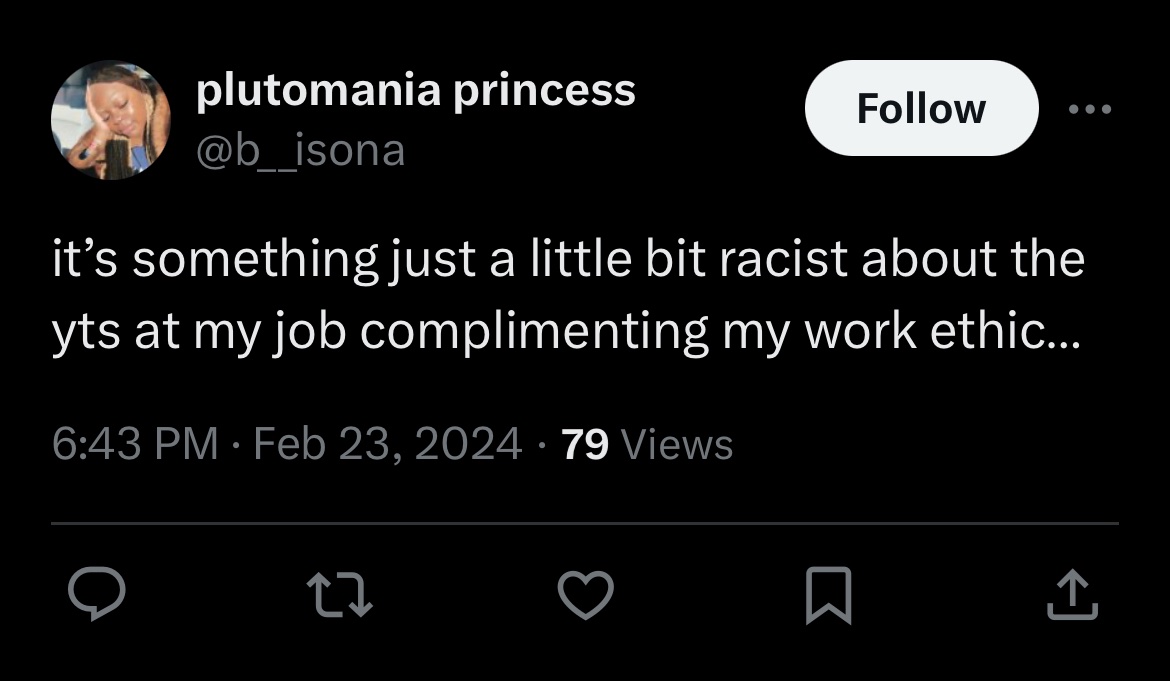 plutomania princess
Follow
@b__isona
it’s something just a little bit racist about the
yts at my job complimenting my work ethic...
6:43 PM · Feb 23, 2024 · 79 Views